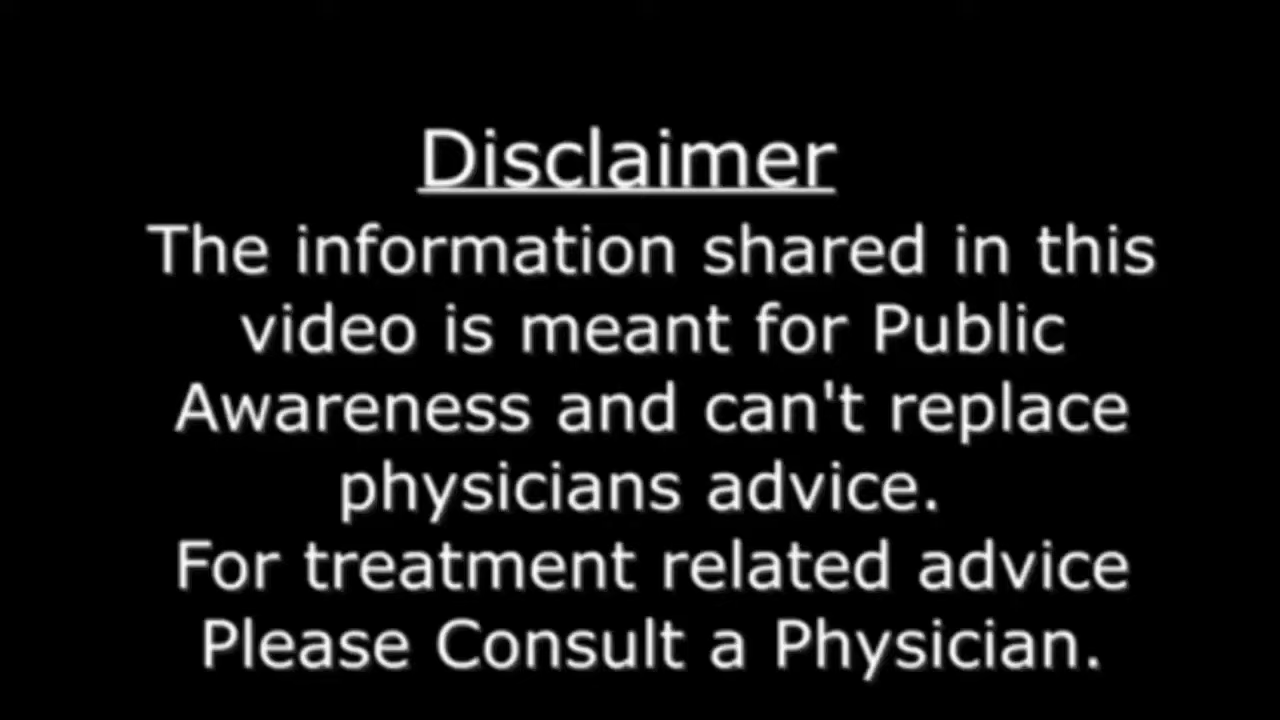 Disclaimer
The information shared in this
video is meant for Public
Awareness and can't replace
physicians advice.
For treatment related advice
Please Consult a Physician.